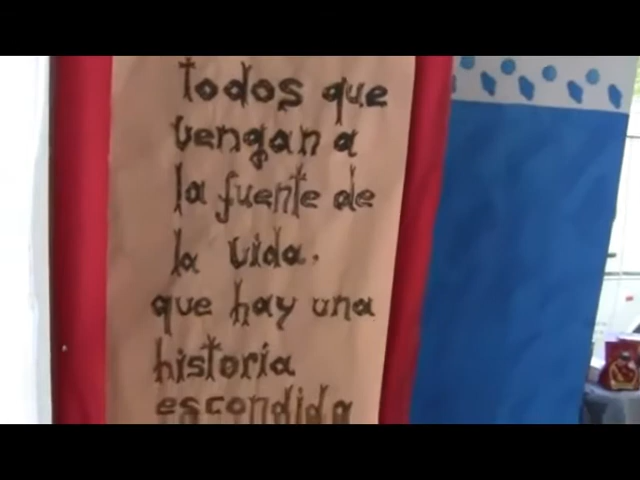 todos que
vengan a
la fuente de
la vida.
que hay una
historia
escondida